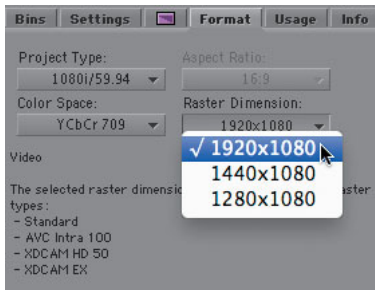 Bins Settings Format Usage Info
Project Type: Aspect Ratio:
1080i/59.94 16:9
Color Space: Raster Dimension:
YCbCr 709 1920x1080
√ 1920x1080
1440x1080
1280x1080
Video
The selected raster dimensi aster
types:
- Standard
- AVC Intra 100
- XDCAM HD 50
- XDCAM EX